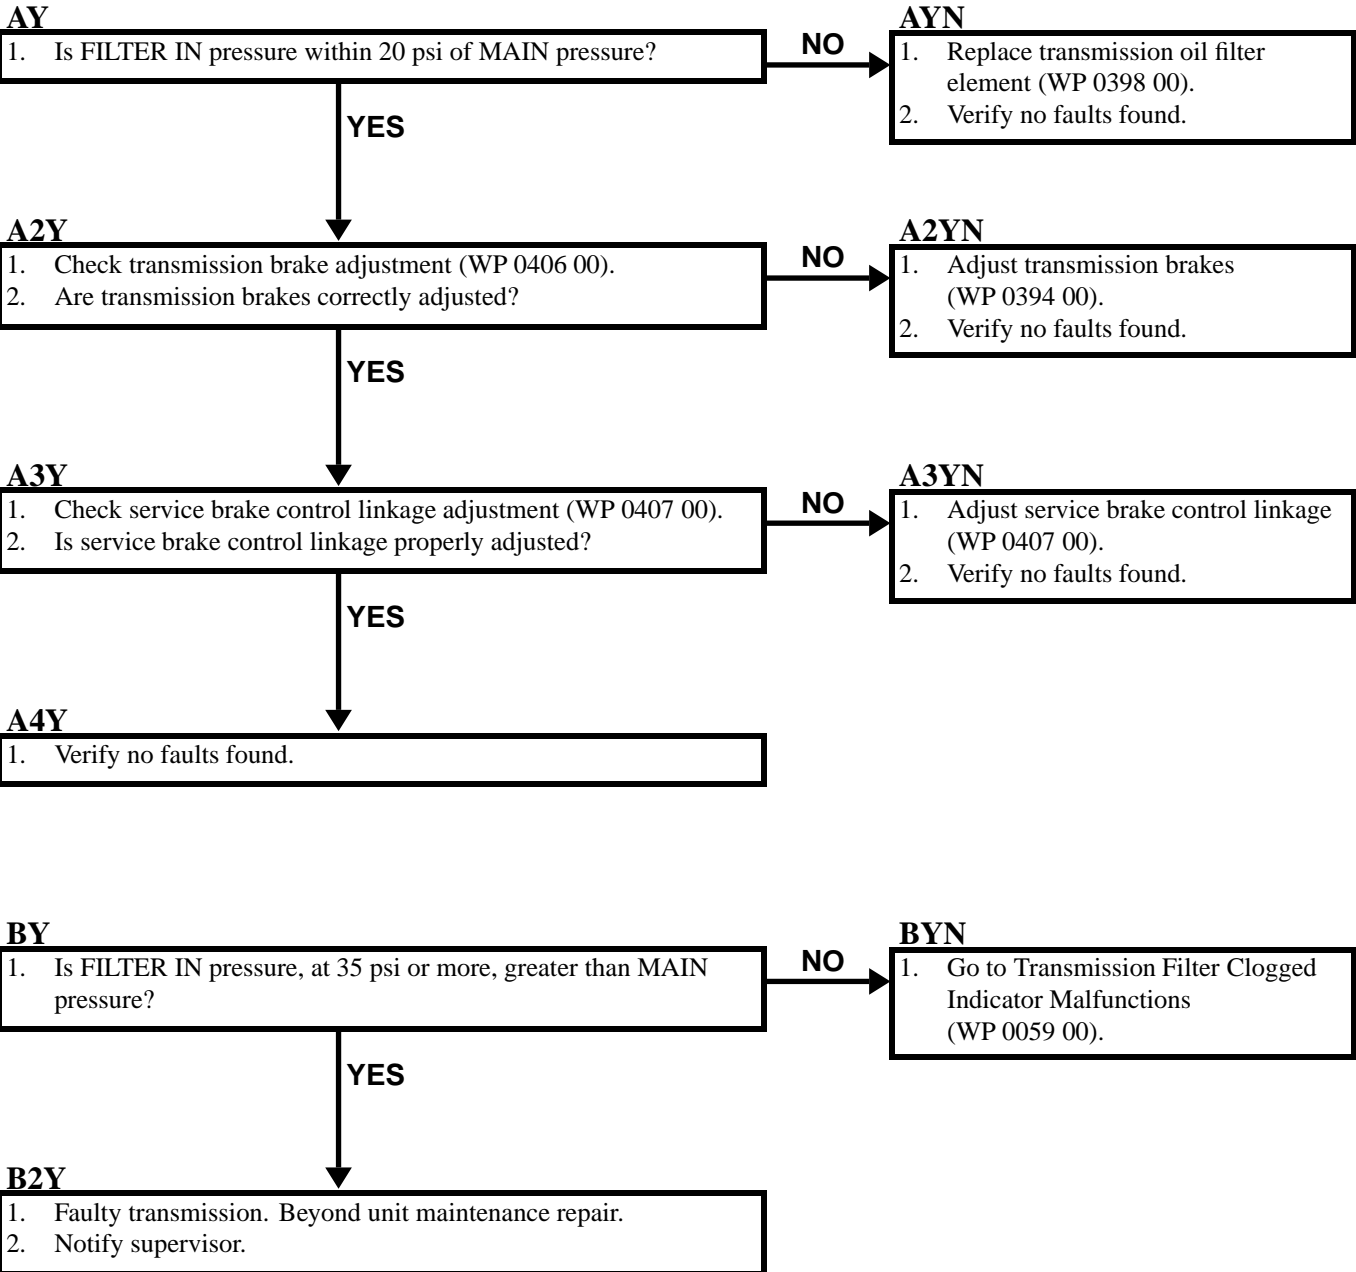 AY
1. Is FILTER IN pressure within 20 psi of MAIN pressure?
NO
AYN
1. Replace transmission oil filter
element (WP 0398 00).
2. Verify no faults found.
YES
A2Y
1. Check transmission brake adjustment (WP 0406 00).
2. Are transmission brakes correctly adjusted?
NO
A2YN
1. Adjust transmission brakes
(WP 0394 00).
2. Verify no faults found.
YES
A3Y
1. Check service brake control linkage adjustment (WP 0407 00).
2. Is service brake control linkage properly adjusted?
NO
A3YN
1. Adjust service brake control linkage
(WP 0407 00).
2. Verify no faults found.
YES
A4Y
1. Verify no faults found.
BY
1. Is FILTER IN pressure, at 35 psi or more, greater than MAIN
pressure?
NO
BYN
1. Go to Transmission Filter Clogged
Indicator Malfunctions
(WP 0059 00).
YES
B2Y
1. Faulty transmission. Beyond unit maintenance repair.
2. Notify supervisor.